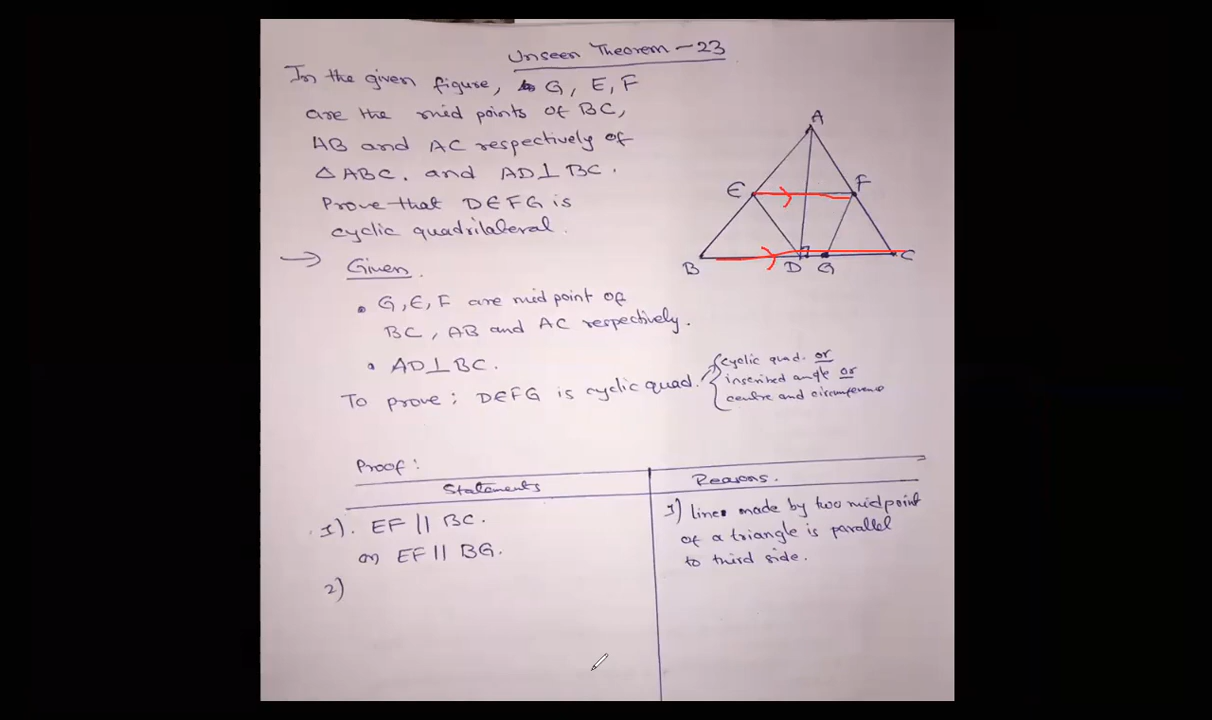 Unseen Theorem - 23
In the given figure, G, E, F
are the mid points of BC,
AB and AC respectively of
△ABC. and AD⊥BC.
Prove that DEFG is
cyclic quadrilateral.
→ Given.
• G, E, F are mid point of
BC, AB and AC respectively.
• AD⊥BC.
To prove: DEFG is cyclic quad.
cyclic quad. or
inscribed angle or
centre and circumference
A
E
F
B
D
G
C
Proof:
Statements
Reasons.
1). EF || BC.
or EF || BG.
2)
1) line made by two midpoint
of a triangle is parallel
to third side.